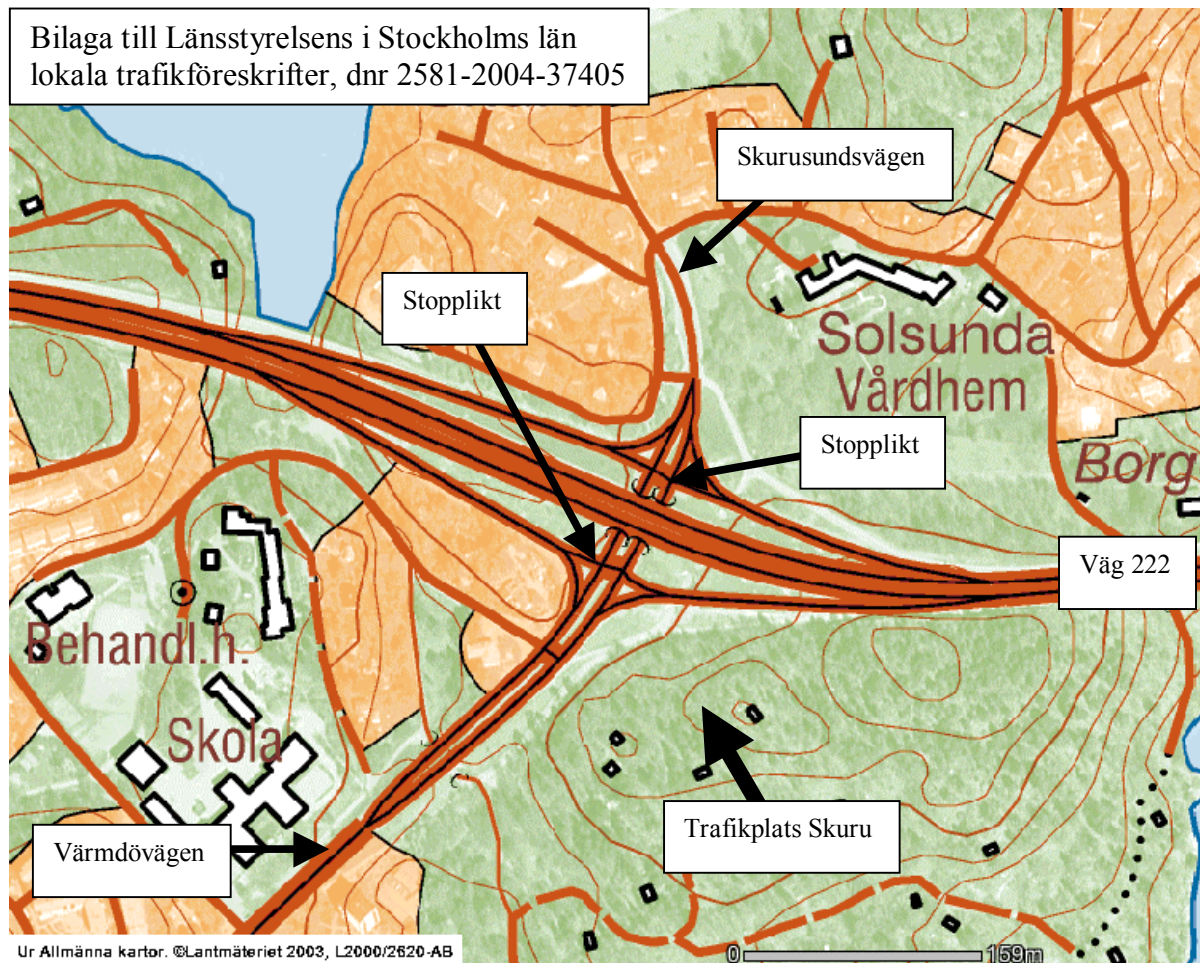 Bilaga till Länsstyrelsens i Stockholms län
lokala trafikföreskrifter, dnr 2581-2004-37405
Skurusundsvägen
Stopplikt
Solsunda
Vårdhem
Stopplikt
Borg
Väg 222
Behandl.h.
Skola
Trafikplats Skuru
Värmdövägen
Ur Allmänna kartor. ©Lantmäteriet 2003, L2000/2620-AB
0 159m